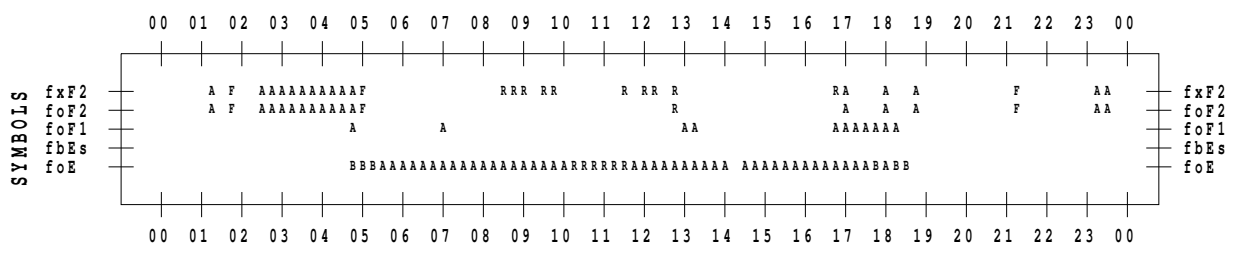 00 01 02 03 04 05 06 07 08 09 10 11 12 13 14 15 16 17 18 19 20 21 22 23 00
SYMBOLS
fxF2 A F AAAAAAAAAAF RRR RR R RR R RA A A F AA fxF2
foF2 A F AAAAAAAAAAF R A A A F AA foF2
foF1 A A AA AAAAAAA foF1
fbEs fbEs
foE BBBAAAAAAAAAAAAAAAAAAARRRRRRAAAAAAAAAA AAAAAAAAAAAAABABB foE
00 01 02 03 04 05 06 07 08 09 10 11 12 13 14 15 16 17 18 19 20 21 22 23 00